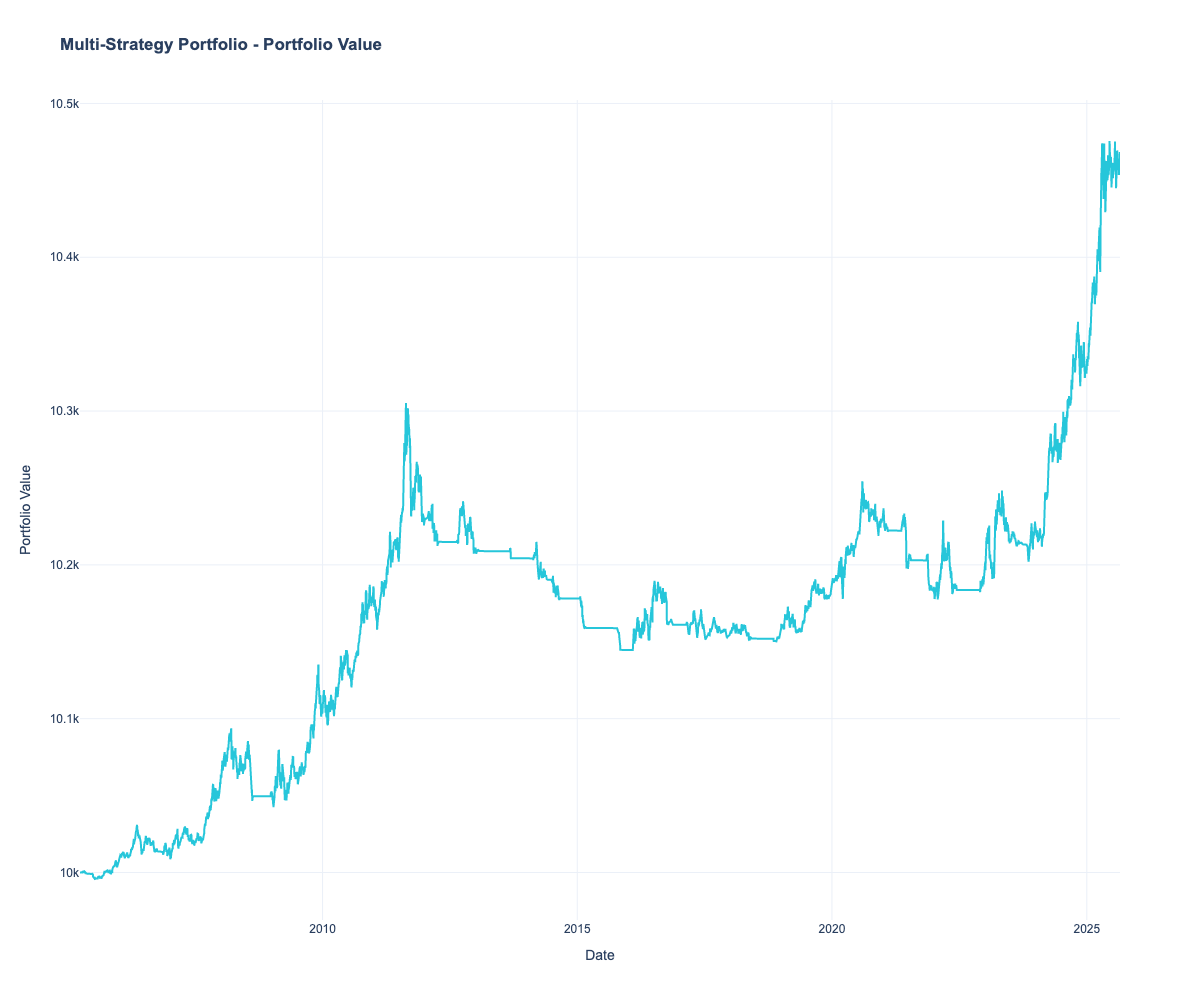 Multi-Strategy Portfolio - Portfolio Value
10.5k
10.4k
10.3k
10.2k
10.1k
10k
Portfolio Value
2010
2015
2020
2025
Date